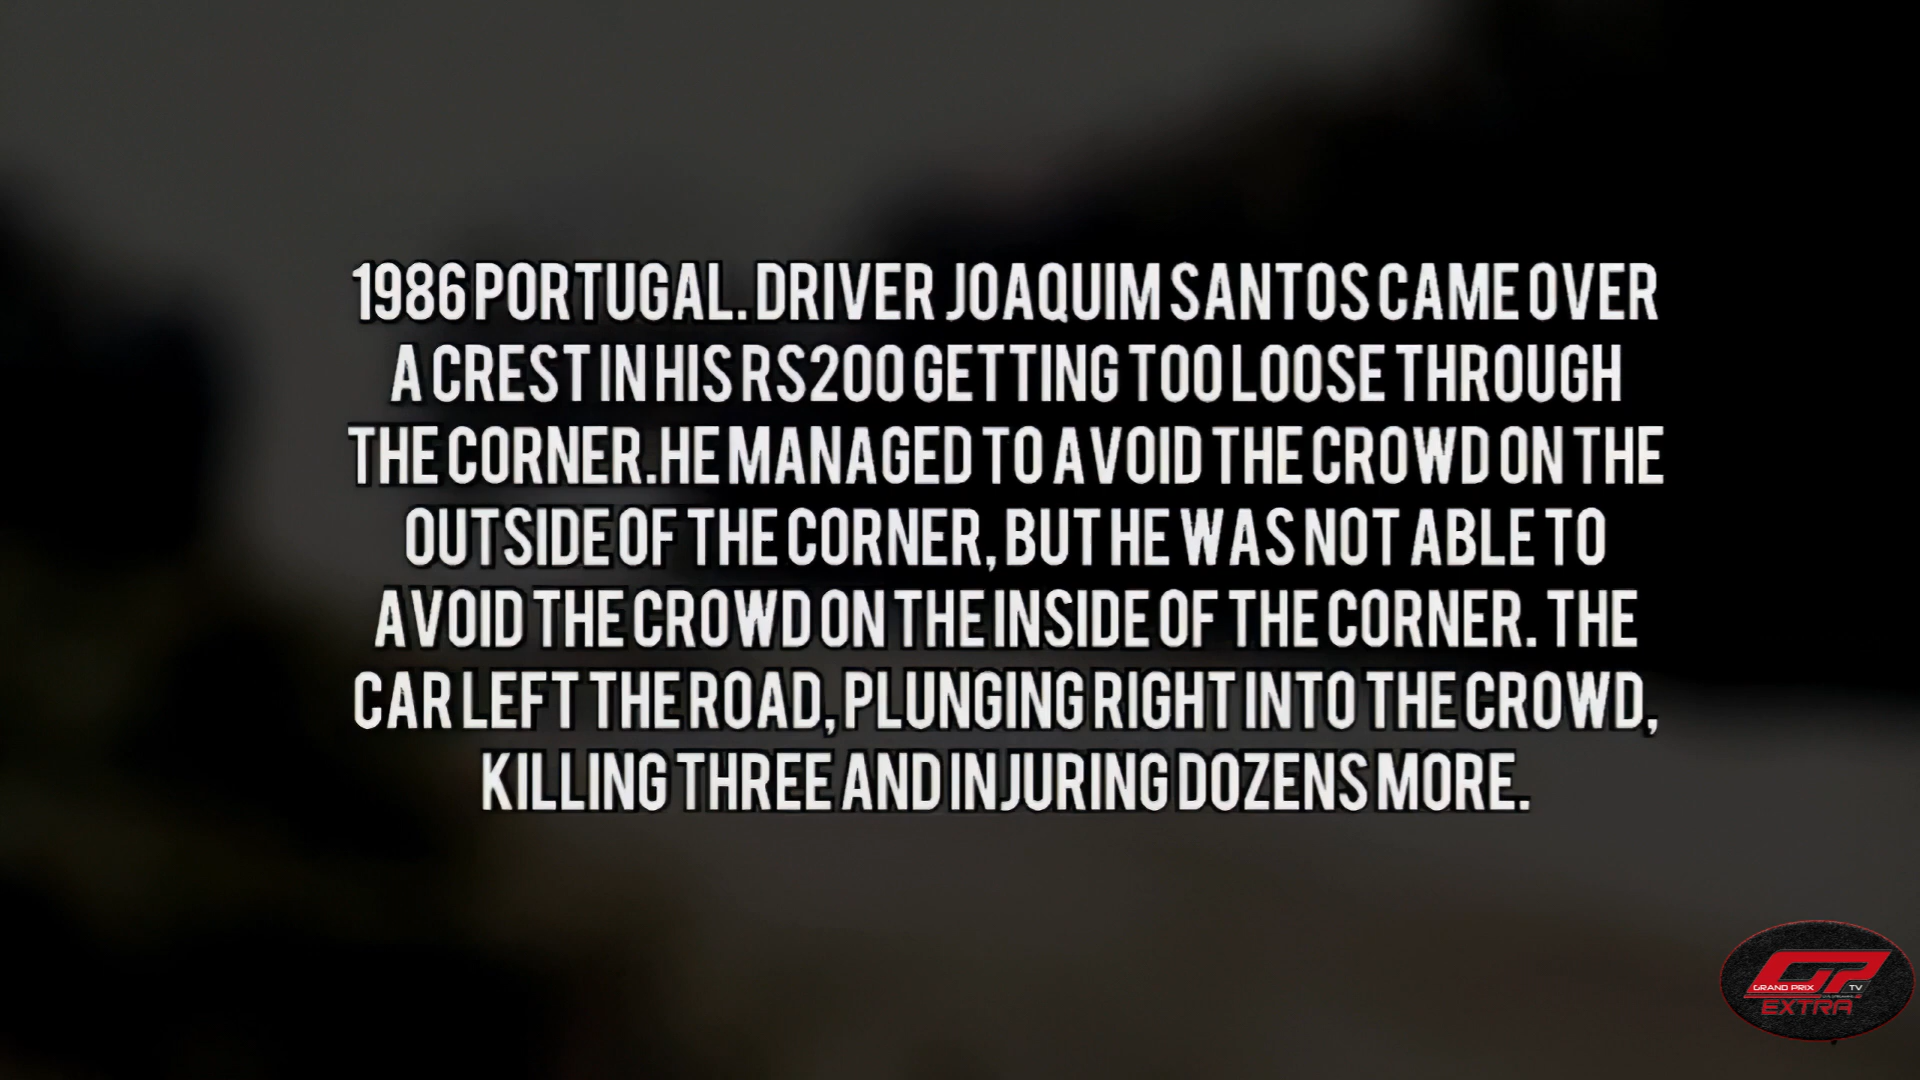 1986 PORTUGAL. DRIVER JOAQUIM SANTOS CAME OVER
A CREST IN HIS RS200 GETTING TOO LOOSE THROUGH
THE CORNER.HE MANAGED TO AVOID THE CROWD ON THE
OUTSIDE OF THE CORNER, BUT HE WAS NOT ABLE TO
AVOID THE CROWD ON THE INSIDE OF THE CORNER. THE
CAR LEFT THE ROAD, PLUNGING RIGHT INTO THE CROWD,
KILLING THREE AND INJURING DOZENS MORE.
GP
GRAND PRIX TV
EXTRA